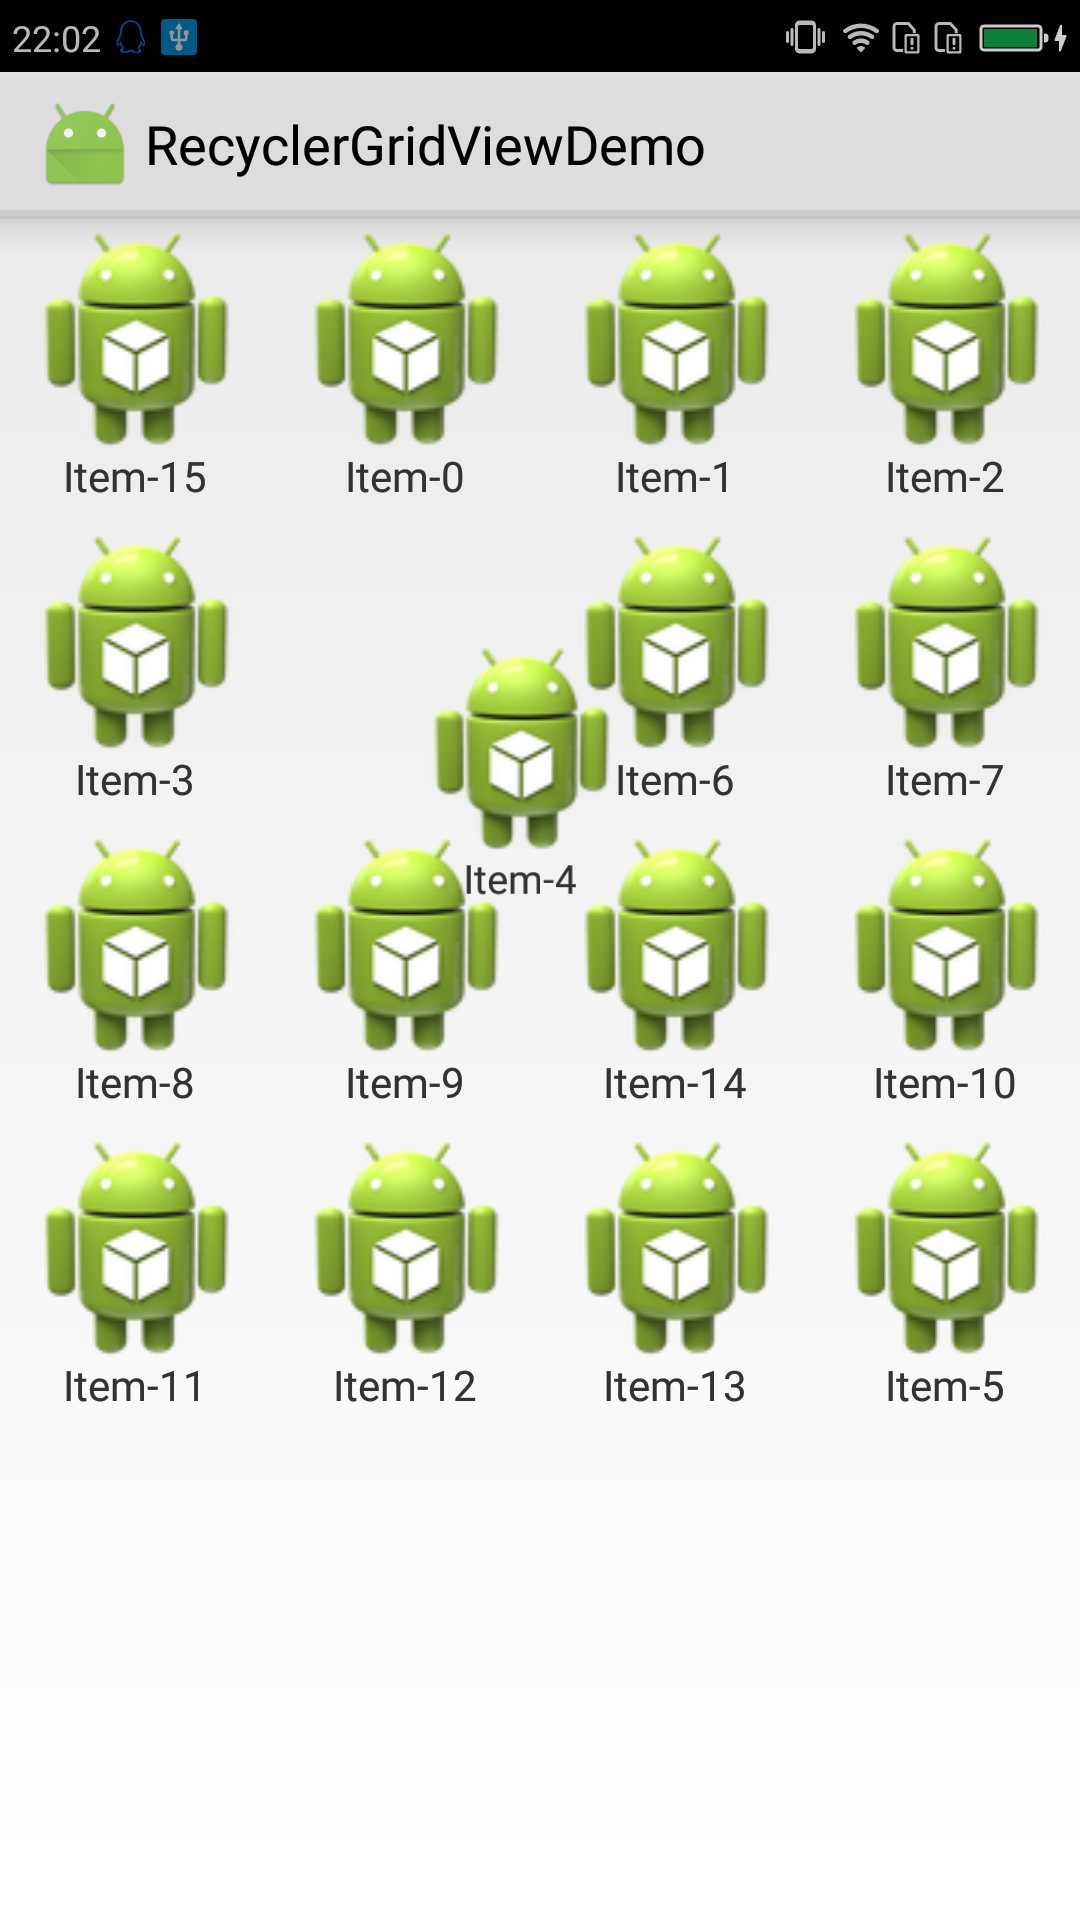 22:02
RecyclerGridViewDemo
Item-15 Item-0 Item-1 Item-2
Item-3 Item-6 Item-7
Item-4
Item-8 Item-9 Item-14 Item-10
Item-11 Item-12 Item-13 Item-5